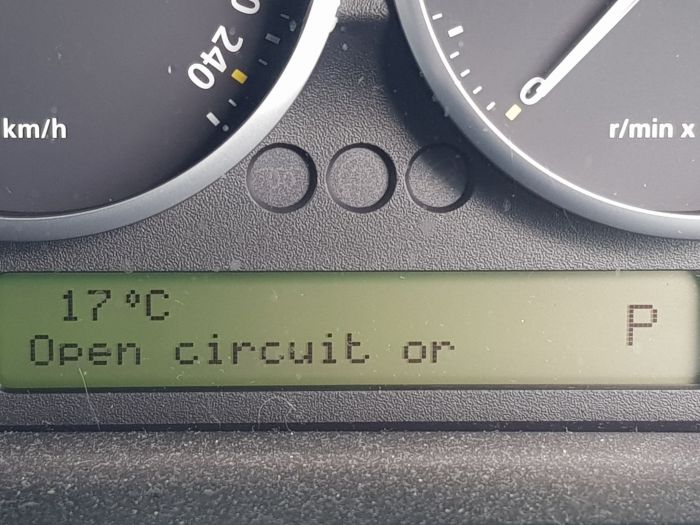 240
km/h
0
r/min x
17°C
P
Open circuit or